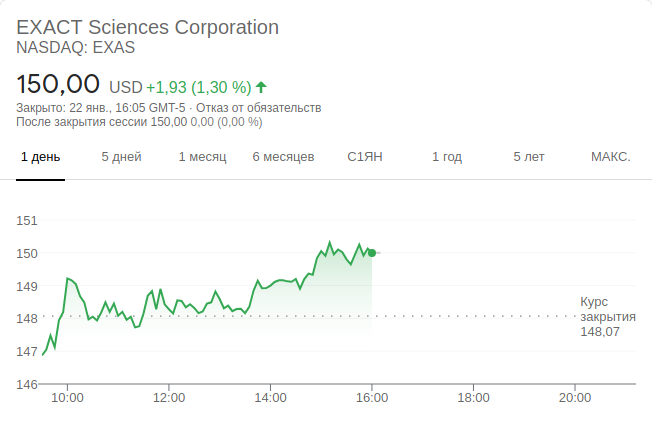 EXACT Sciences Corporation
NASDAQ: EXAS
150,00 USD +1,93 (1,30 %)
Закрыто: 22 янв., 16:05 GMT-5 · Отказ от обязательств
После закрытия сессии 150,00 0,00 (0,00 %)
1 день 5 дней 1 месяц 6 месяцев С1ЯН 1 год 5 лет МАКС.
151
150
149
148
147
146
Курс
закрытия
148,07
10:00 12:00 14:00 16:00 18:00 20:00